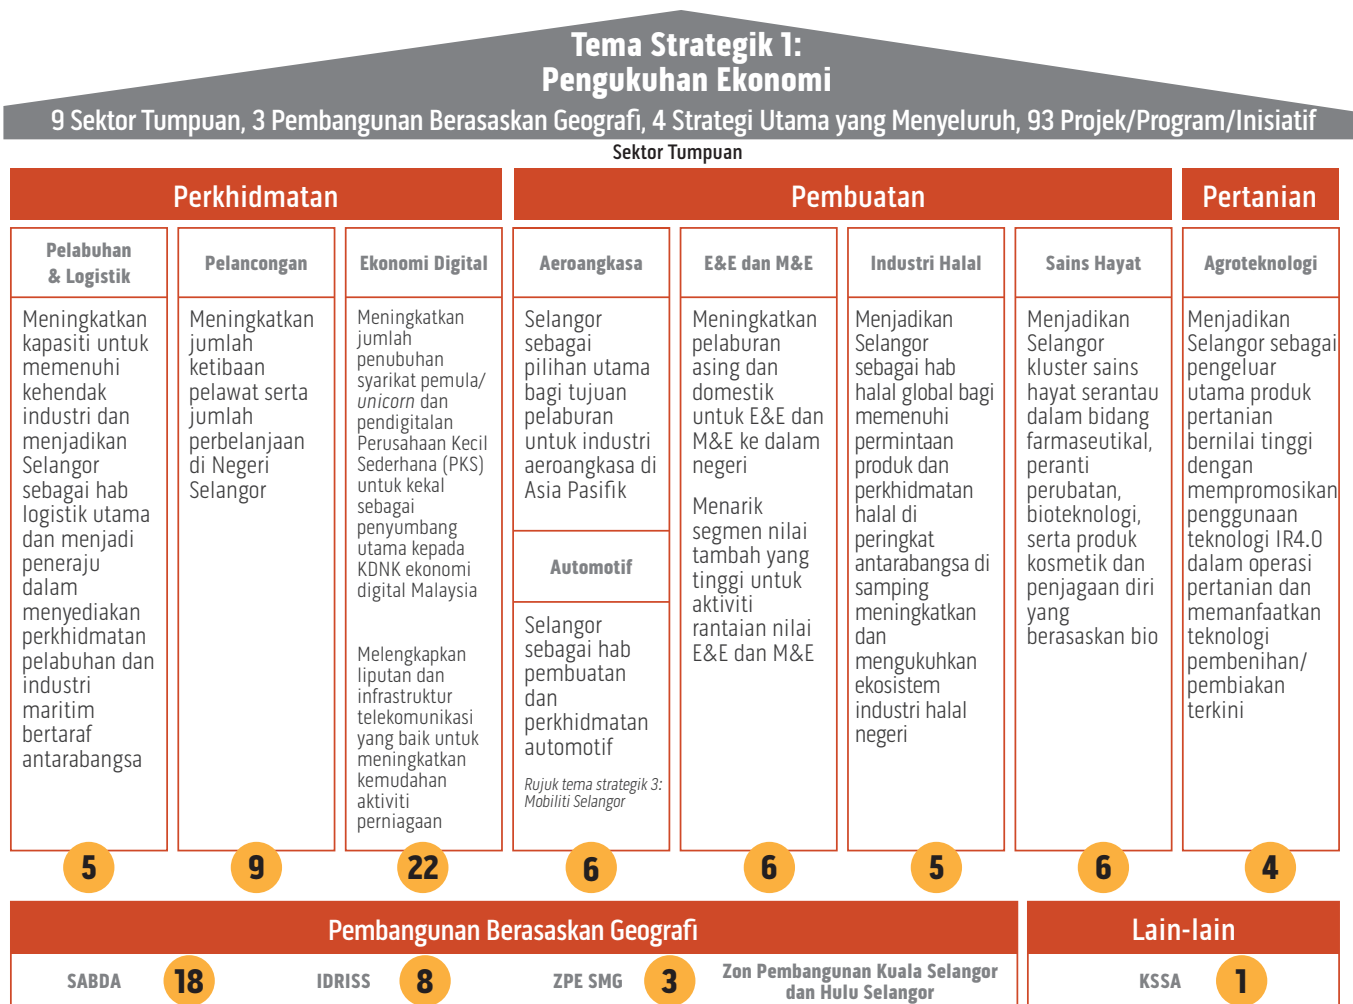 Tema Strategik 1:
Pengukuhan Ekonomi
9 Sektor Tumpuan, 3 Pembangunan Berasaskan Geografi, 4 Strategi Utama yang Menyeluruh, 93 Projek/Program/Inisiatif
Sektor Tumpuan
Perkhidmatan
Pelabuhan
& Logistik
Meningkatkan
kapasiti untuk
memenuhi
kehendak
industri dan
menjadikan
Selangor
sebagai hab
logistik utama
dan menjadi
peneraju
dalam
menyediakan
perkhidmatan
pelabuhan dan
industri
maritim
bertaraf
antarabangsa
5
Pelancongan
Meningkatkan
jumlah
ketibaan
pelawat serta
jumlah
perbelanjaan
di Negeri
Selangor
9
Ekonomi Digital
Meningkatkan
jumlah
penubuhan
syarikat pemula/
unicorn dan
pendigitalan
Perusahaan Kecil
Sederhana (PKS)
untuk kekal
sebagai
penyumbang
utama kepada
KDNK ekonomi
digital Malaysia
Melengkapkan
liputan dan
infrastruktur
telekomunikasi
yang baik untuk
meningkatkan
kemudahan
aktiviti
perniagaan
22
Pembuatan
Aeroangkasa
Selangor
sebagai
pilihan utama
bagi tujuan
pelaburan
untuk industri
aeroangkasa di
Asia Pasifik
Automotif
Selangor
sebagai hab
pembuatan
dan
perkhidmatan
automotif
Rujuk tema strategik 3:
Mobiliti Selangor
6
E&E dan M&E
Meningkatkan
pelaburan
asing dan
domestik
untuk E&E dan
M&E ke dalam
negeri
Menarik
segmen nilai
tambah yang
tinggi untuk
aktiviti
rantaian nilai
E&E dan M&E
6
Industri Halal
Menjadikan
Selangor
sebagai hab
halal global bagi
memenuhi
permintaan
produk dan
perkhidmatan
halal di
peringkat
antarabangsa di
samping
meningkatkan
dan
mengukuhkan
ekosistem
industri halal
negeri
5
Sains Hayat
Menjadikan
Selangor
kluster sains
hayat serantau
dalam bidang
farmaseutikal,
peranti
perubatan,
bioteknologi,
serta produk
kosmetik dan
penjagaan diri
yang
berasaskan bio
6
Pertanian
Agroteknologi
Menjadikan
Selangor sebagai
pengeluar
utama produk
pertanian
bernilai tinggi
dengan
mempromosikan
penggunaan
teknologi IR4.0
dalam operasi
pertanian dan
memanfaatkan
teknologi
pembenihan/
pembiakan
terkini
4
Pembangunan Berasaskan Geografi
SABDA 18
IDRISS 8
ZPE SMG 3
Zon Pembangunan Kuala Selangor
dan Hulu Selangor
Lain-lain
KSSA 1